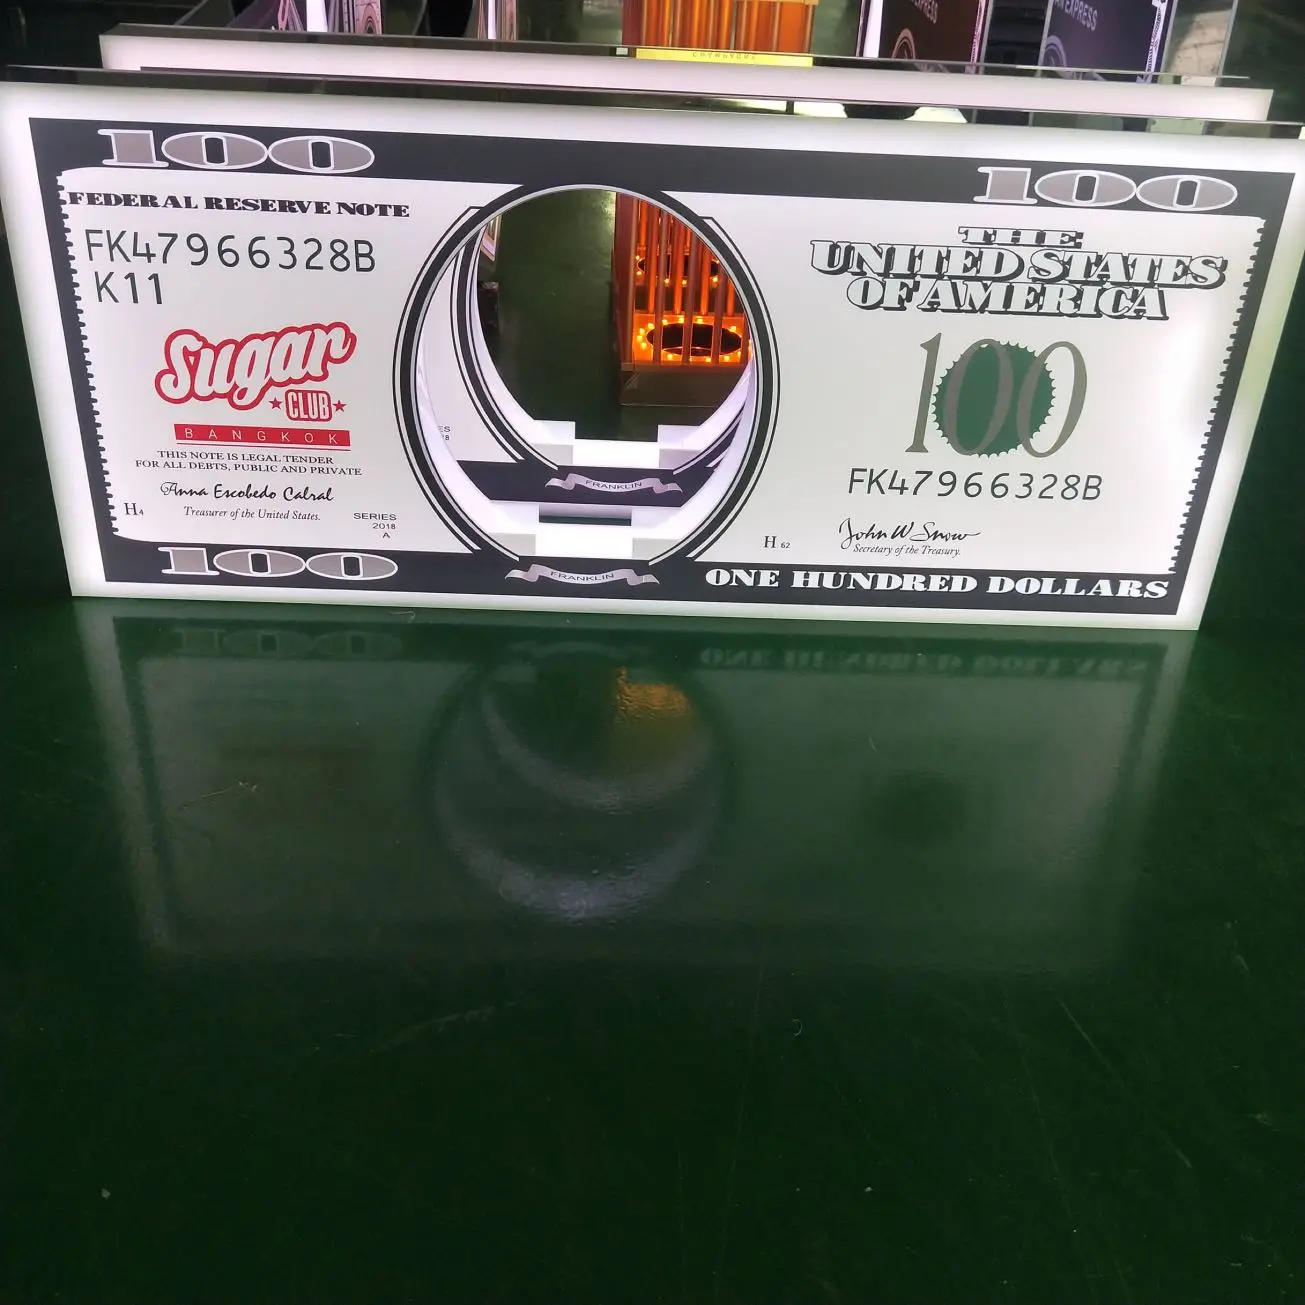 100
100
FEDERAL RESERVE NOTE
FK47966328B
K11
THE
UNITED STATES
OF AMERICA
Sugar
CLUB
BANGKOK
THIS NOTE IS LEGAL TENDER
FOR ALL DEBTS, PUBLIC AND PRIVATE
Anna Escobedo Cabral
Treasurer of the United States.
H4
SERIES
2018
A
100
FK47966328B
H 62
John W Snow
Secretary of the Treasury.
FRANKLIN
FRANKLIN
100
ONE HUNDRED DOLLARS
EXPRESS
EXPRESS